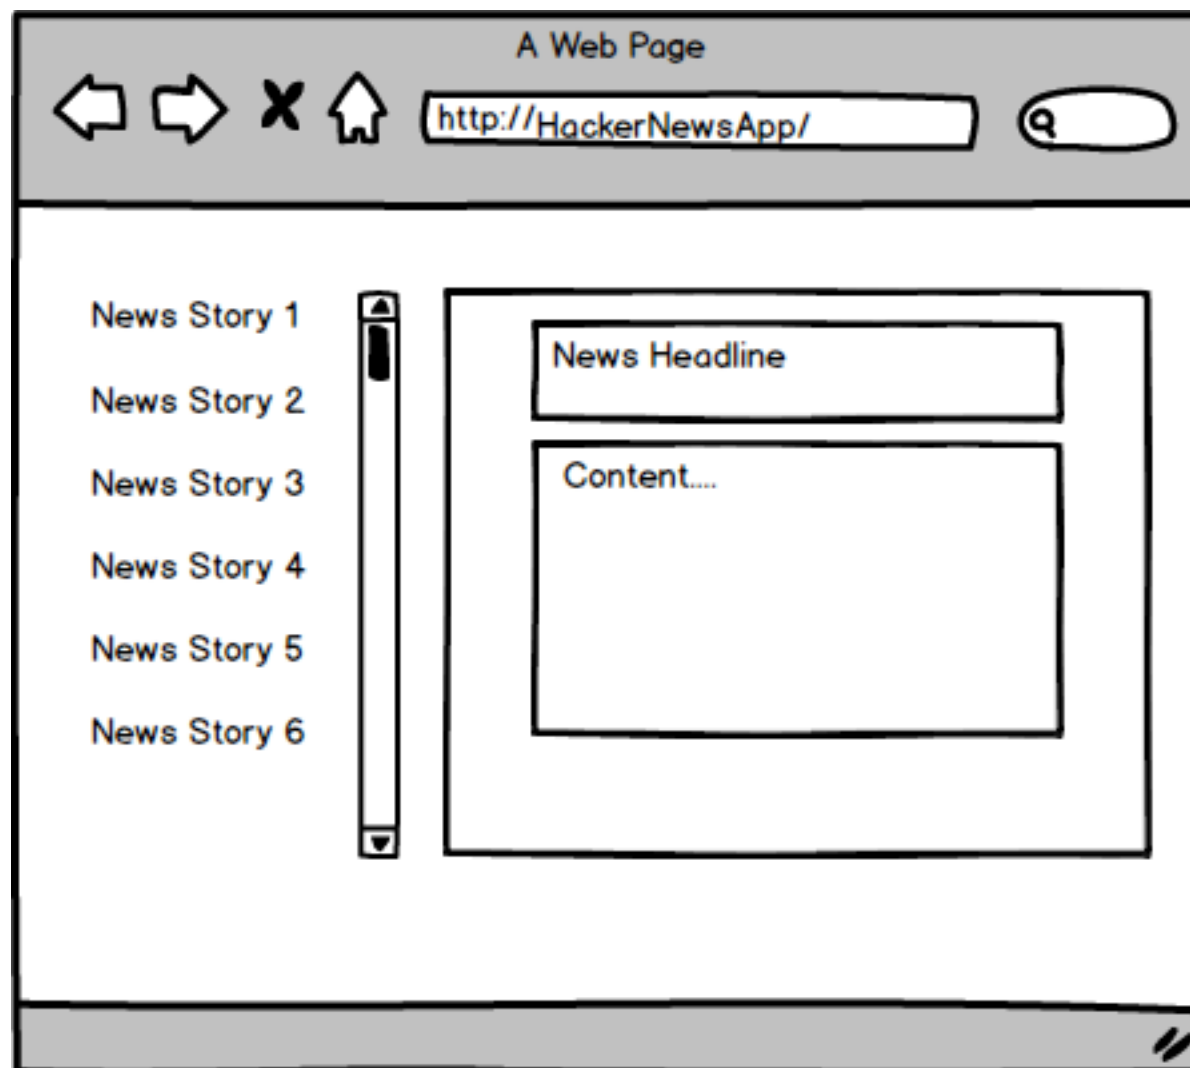 A Web Page
http://HackerNewsApp/
News Story 1
News Story 2
News Story 3
News Story 4
News Story 5
News Story 6
News Headline
Content....